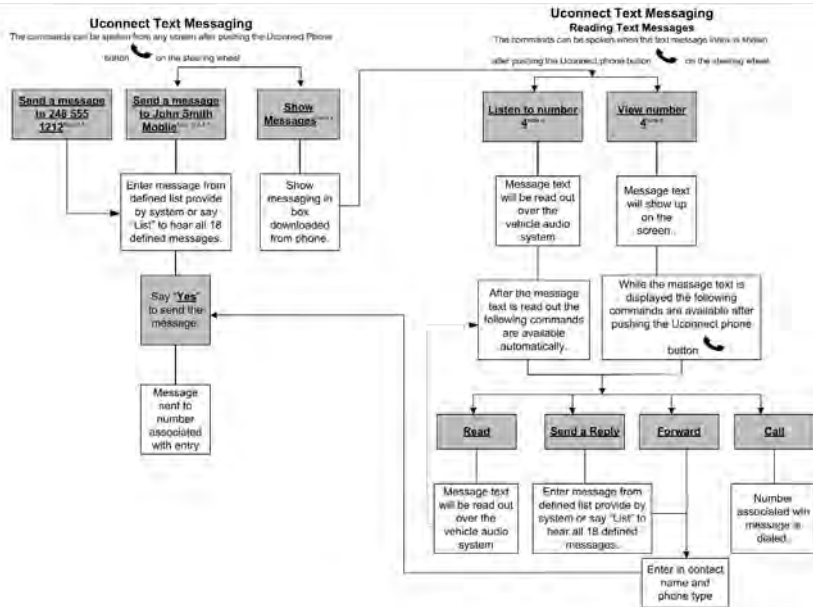 Uconnect Text Messaging
The commands can be spoken from any screen after pushing the Uconnect Phone
button on the steering wheel
Send a message
to 248 555
1212
Send a message
to John Smith
Mobile
Show
Messages
Enter message from
defined list provide
by system or say
"List" to hear all 18
defined messages.
Show
messaging in
box
downloaded
from phone.
Say "Yes"
to send the
message.
Message
sent to
number
associated
with entry
Uconnect Text Messaging
Reading Text Messages
The commands can be spoken when the text message index is shown
after pushing the Uconnect phone button on the steering wheel
Listen to number
4
View number
4
Message text
will be read out
over the
vehicle audio
system
Message text
will show up
on the
screen.
After the message
text is read out the
following commands
are available
automatically.
While the message text is
displayed the following
commands are available after
pushing the Uconnect phone
button
Read
Send a Reply
Forward
Call
Message text
will be read out
over the
vehicle audio
system
Enter message from
defined list provide by
system or say "List" to
hear all 18 defined
messages.
Number
associated win
message is
dialed.
Enter in contact
name and
phone type